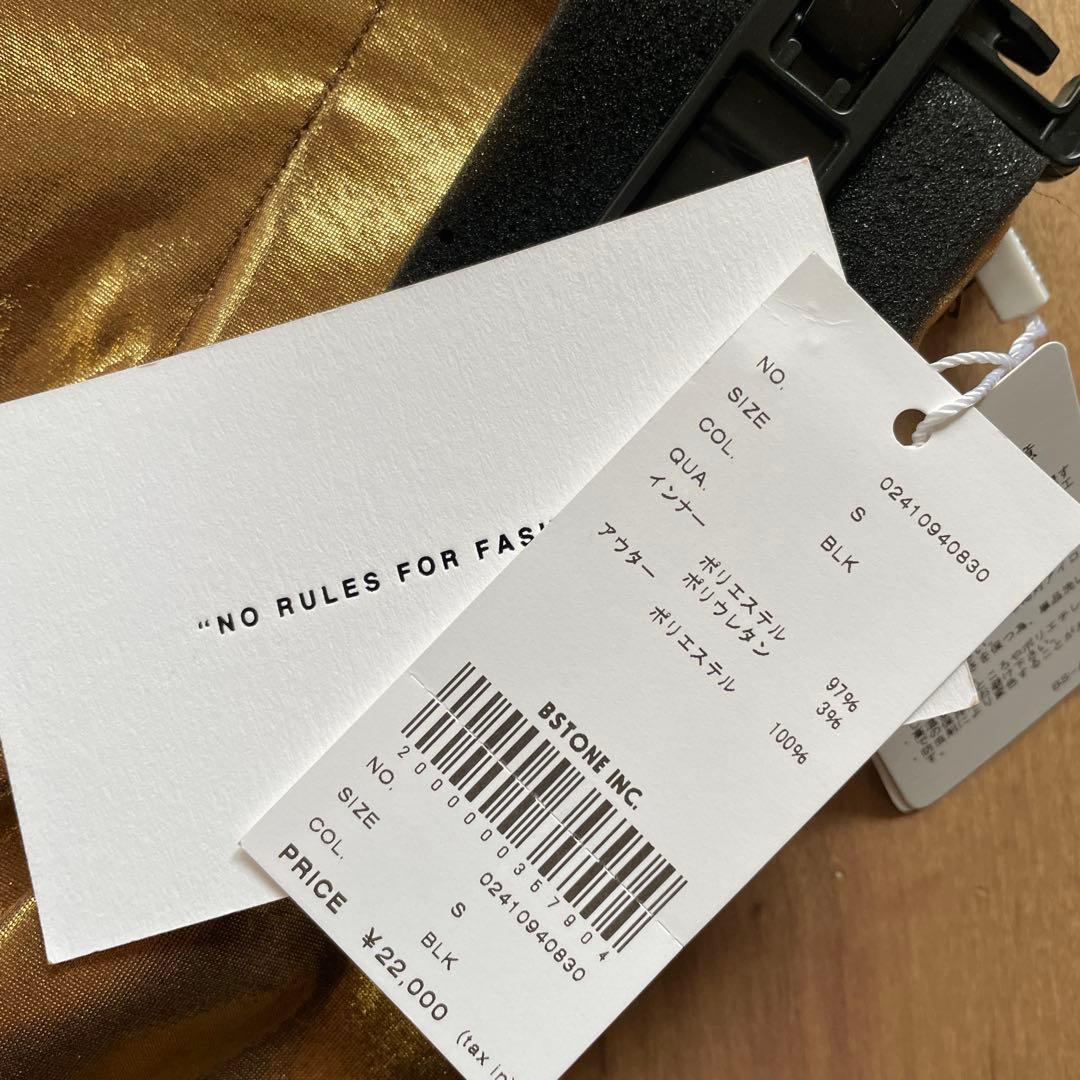 "NO RULES FOR
NO. 02410940830
SIZE S
COL. BLK
QUA.
インナー ポリエステル 97%
ポリウレタン 3%
アウター ポリエステル 100%
BSTONE INC.
2000000357904
NO. 02410940830
SIZE S
COL. BLK
PRICE ¥22,000 (tax in)